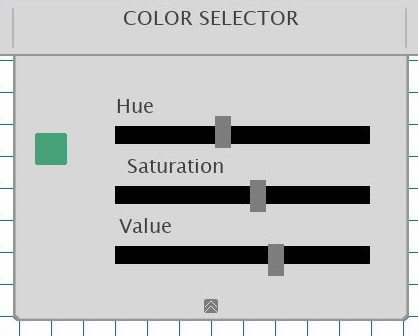 COLOR SELECTOR
Hue
Saturation
Value